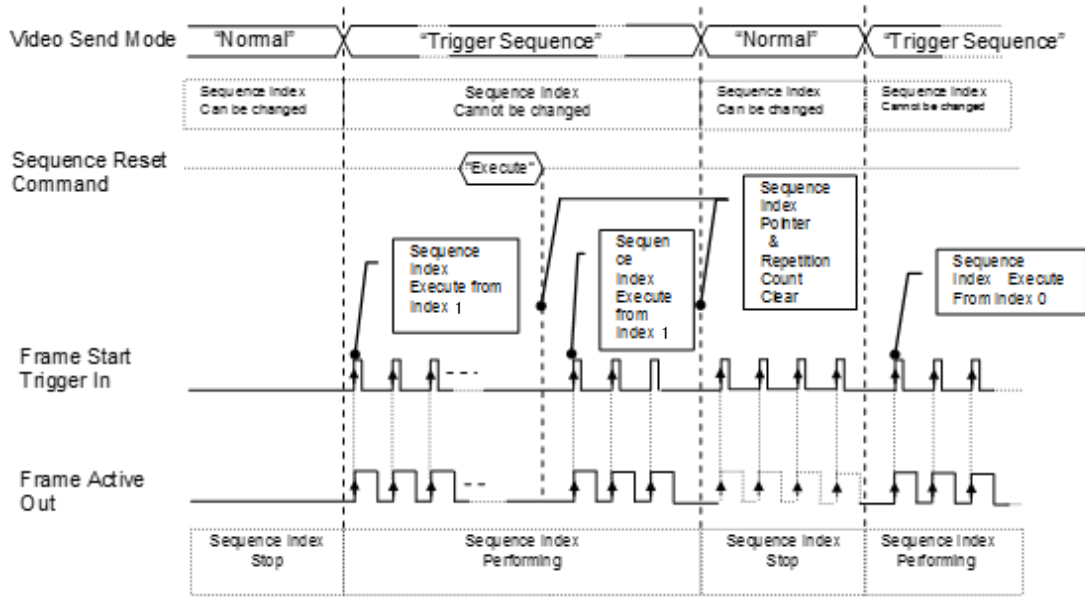 Video Send Mode
"Normal"
"Trigger Sequence"
"Normal"
"Trigger Sequence"
Sequence Index
Can be changed
Sequence Index
Cannot be changed
Sequence Index
Can be changed
Sequence Index
Cannot be changed
Sequence Reset
Command
"Execute"
Sequence
Index
Execute from
Index 1
Sequen
ce
Index
Execute
from
Index 1
Sequence
Index
Pointer
&
Repetition
Count
Clear
Sequence
Index Execute
From Index 0
Frame Start
Trigger In
Frame Active
Out
Sequence Index
Stop
Sequence Index
Performing
Sequence Index
Stop
Sequence Index
Performing